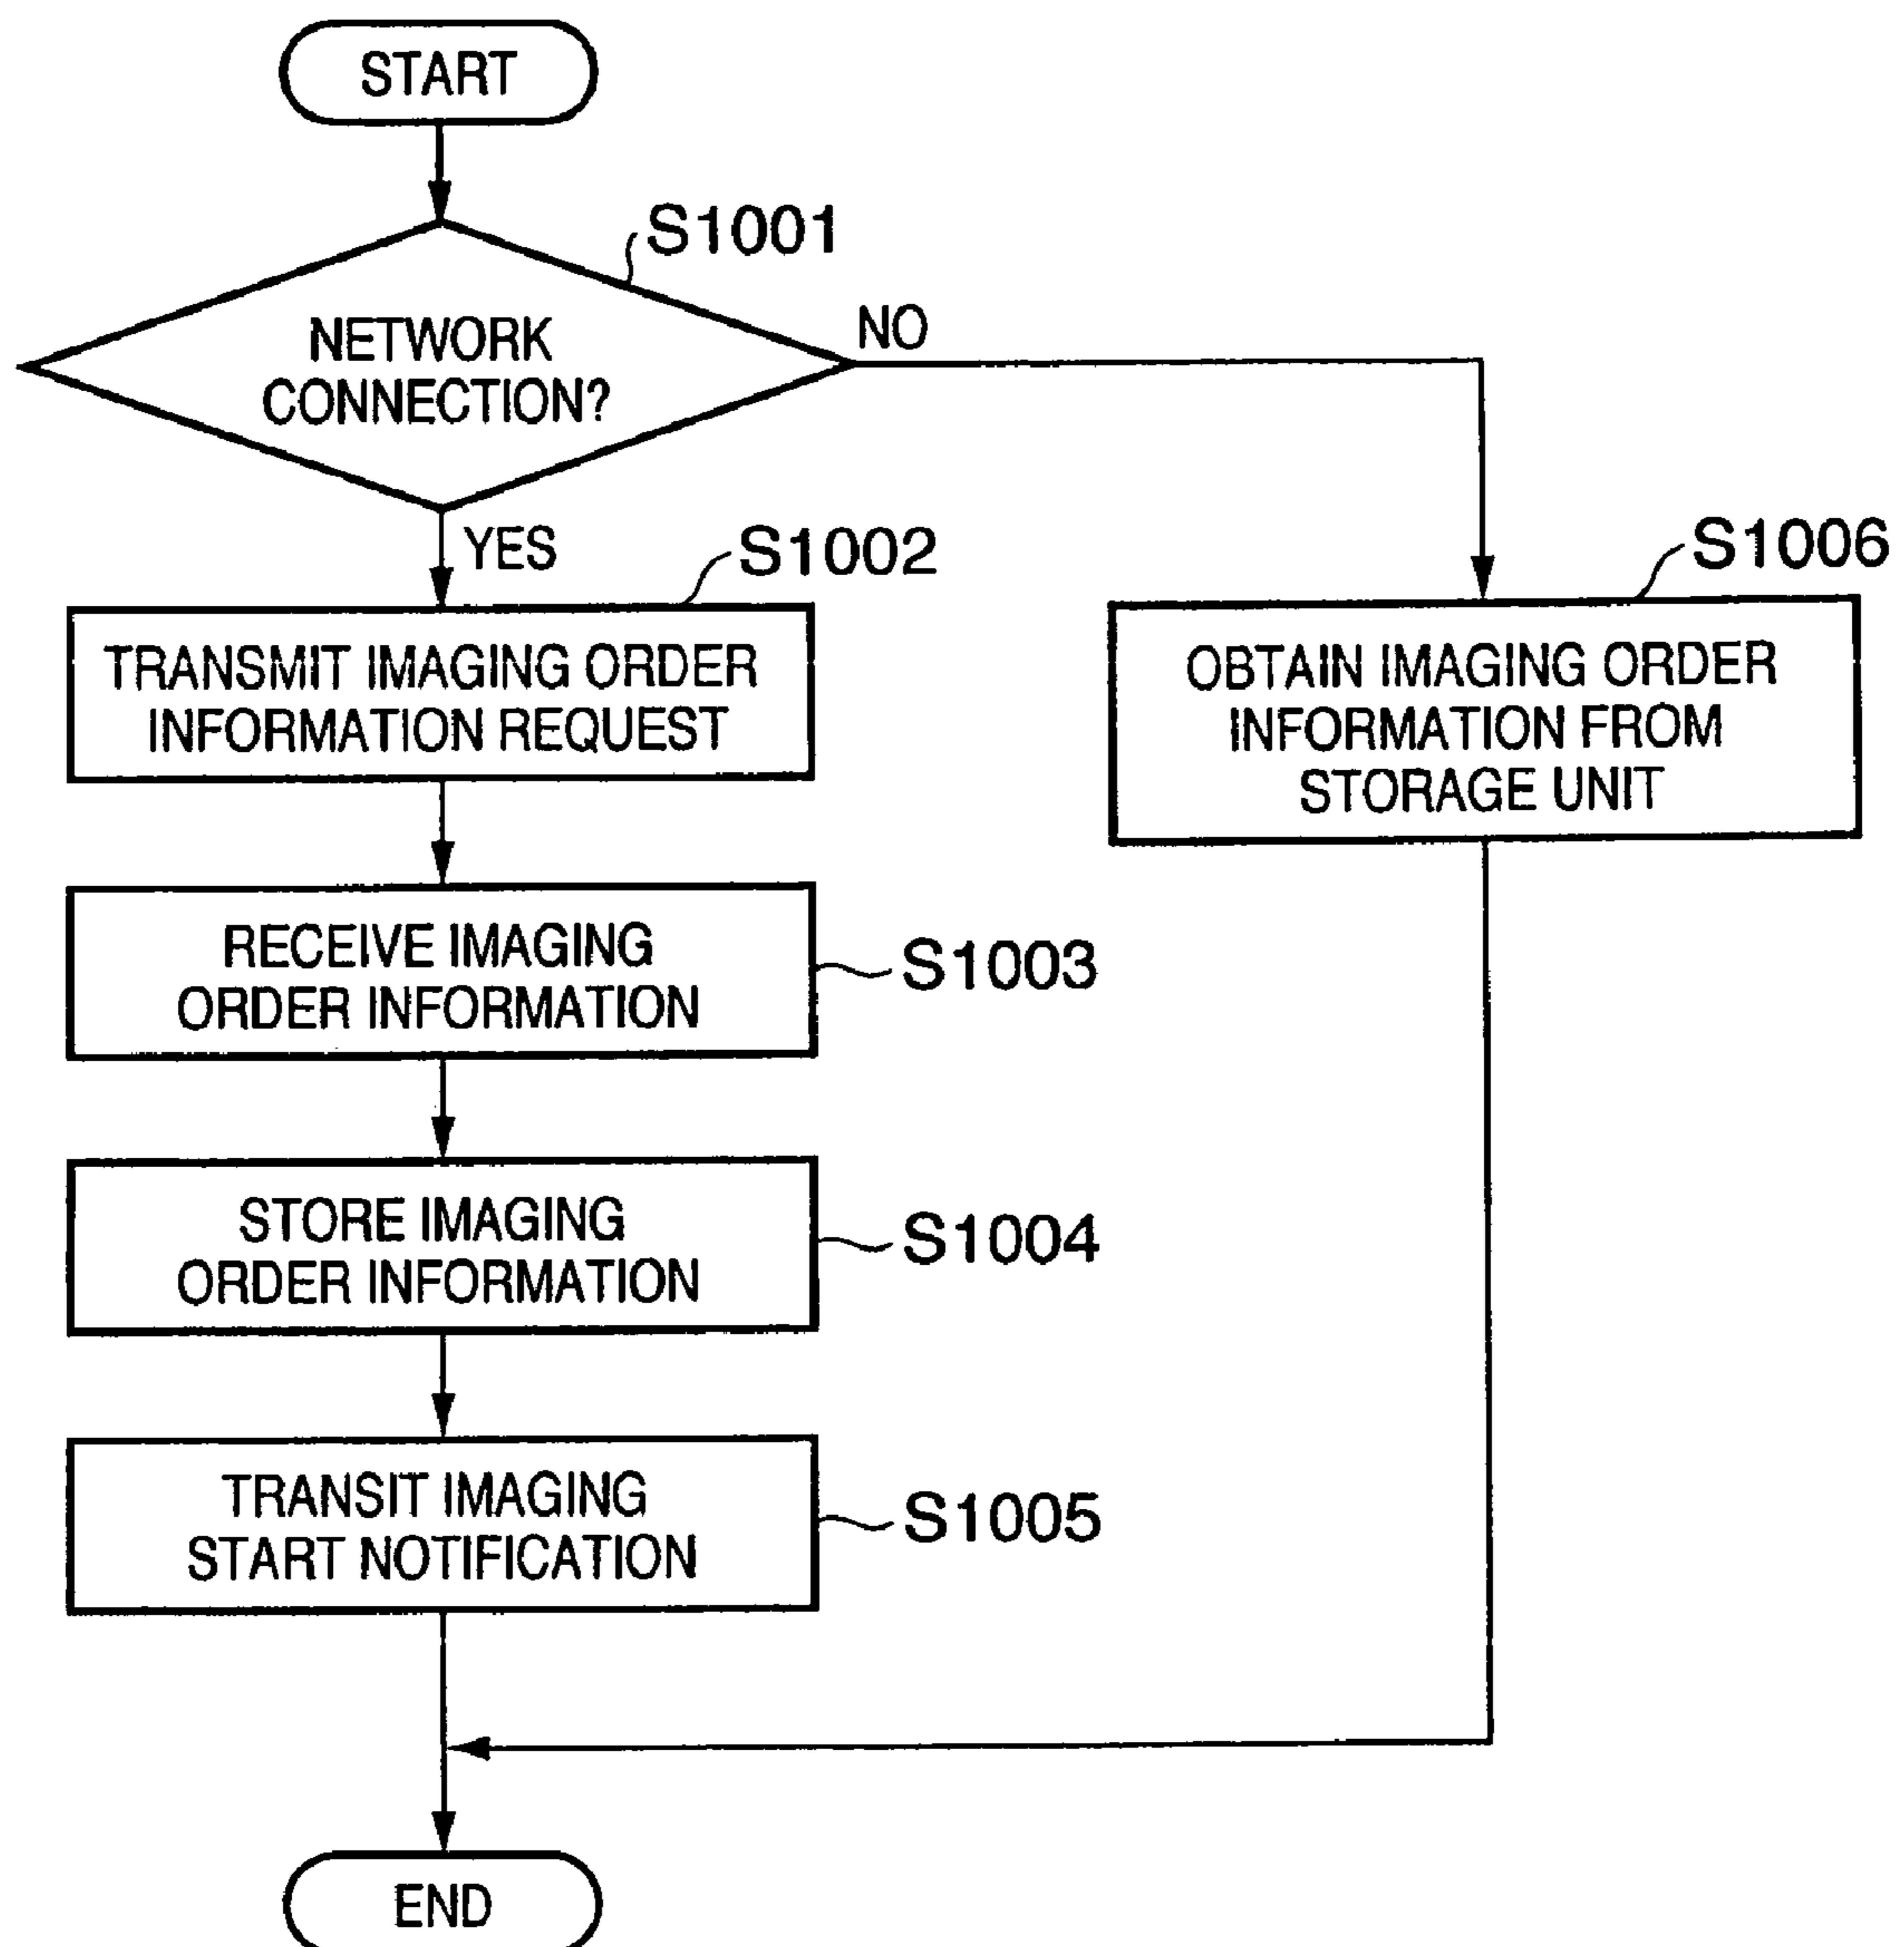 START
S1001
NETWORK
CONNECTION?
NO
YES
S1002
TRANSMIT IMAGING ORDER
INFORMATION REQUEST
S1006
OBTAIN IMAGING ORDER
INFORMATION FROM
STORAGE UNIT
RECEIVE IMAGING
ORDER INFORMATION
S1003
STORE IMAGING
ORDER INFORMATION
S1004
TRANSIT IMAGING
START NOTIFICATION
S1005
END